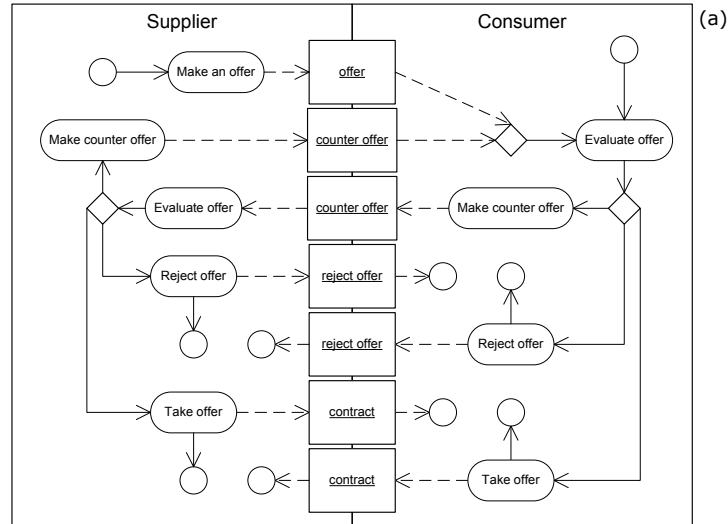 Supplier
Consumer
(a)
Make an offer
offer
Make counter offer
counter offer
Evaluate offer
Evaluate offer
counter offer
Make counter offer
Reject offer
reject offer
reject offer
Reject offer
Take offer
contract
contract
Take offer